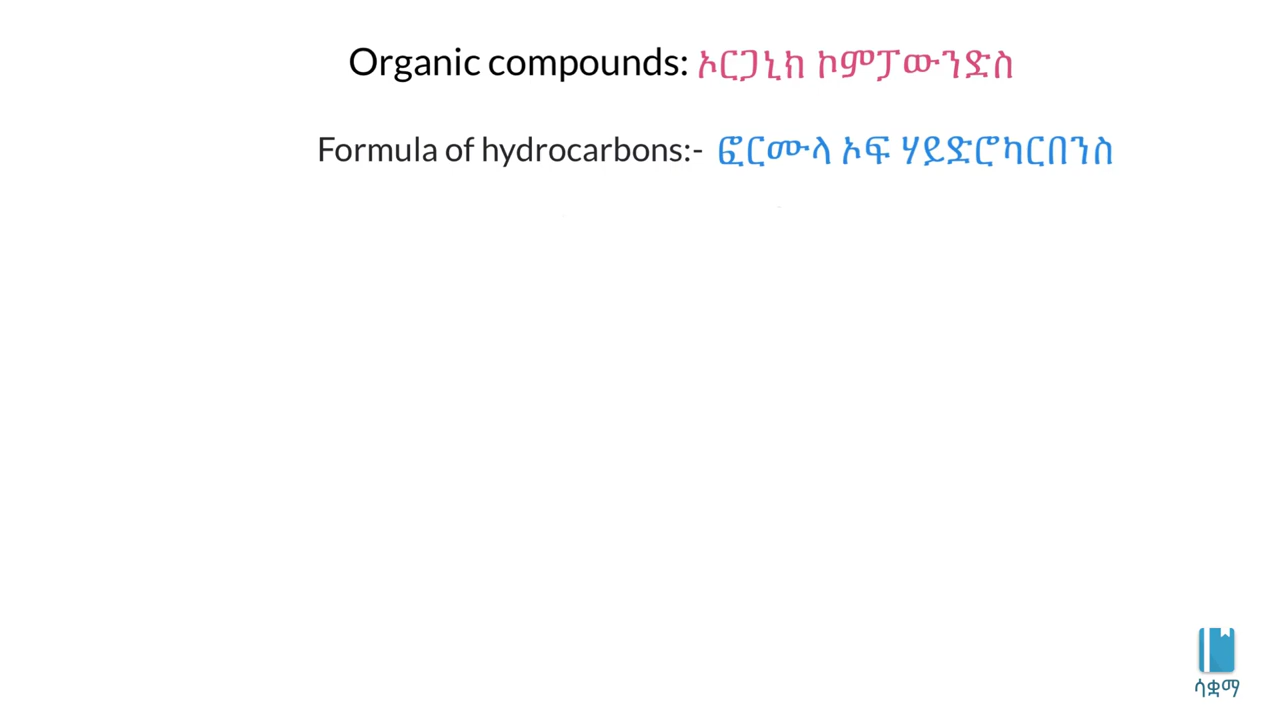 Organic compounds: ኦርጋኒክ ኮምፓውንድስ
Formula of hydrocarbons:- ፎርሙላ ኦፍ ሃይድሮካርበንስ
ሳቋማ